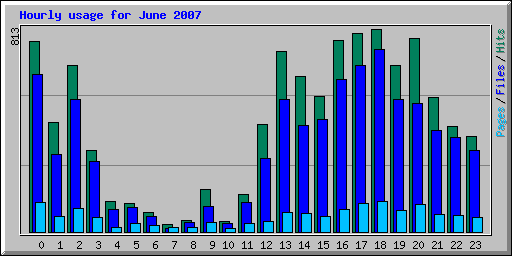 Hourly usage for June 2007
813
Pages/Files/Hits
0 1 2 3 4 5 6 7 8 9 10 11 12 13 14 15 16 17 18 19 20 21 22 23